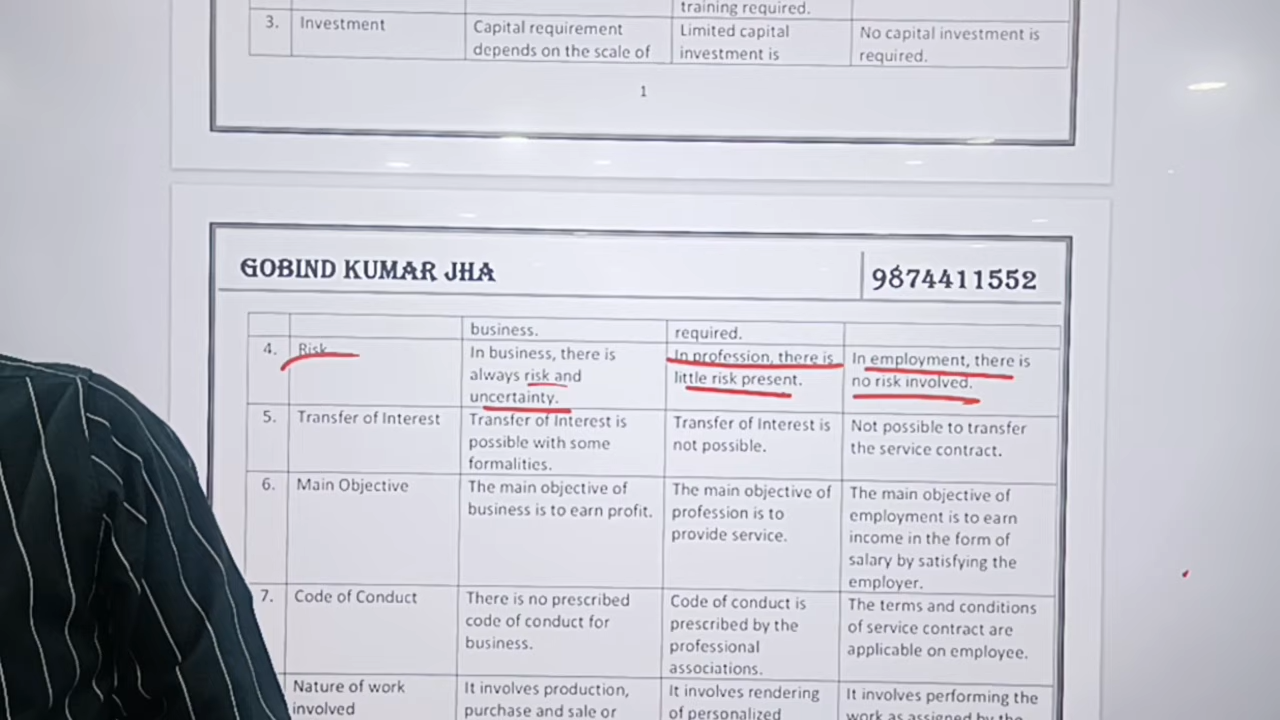 training required.
3. Investment Capital requirement Limited capital No capital investment is
depends on the scale of investment is required.
1
GOBIND KUMAR JHA 9874411552
business. required.
4. Risk In business, there is In profession, there is In employment, there is
always risk and little risk present. no risk involved.
uncertainty.
5. Transfer of Interest Transfer of Interest is Transfer of Interest is Not possible to transfer
possible with some not possible. the service contract.
formalities.
6. Main Objective The main objective of The main objective of The main objective of
business is to earn profit. profession is to employment is to earn
provide service. income in the form of
salary by satisfying the
employer.
7. Code of Conduct There is no prescribed Code of conduct is The terms and conditions
code of conduct for prescribed by the of service contract are
business. professional applicable on employee.
associations.
Nature of work It involves production, It involves rendering It involves performing the
involved purchase and sale or of personalized work as assigned by the